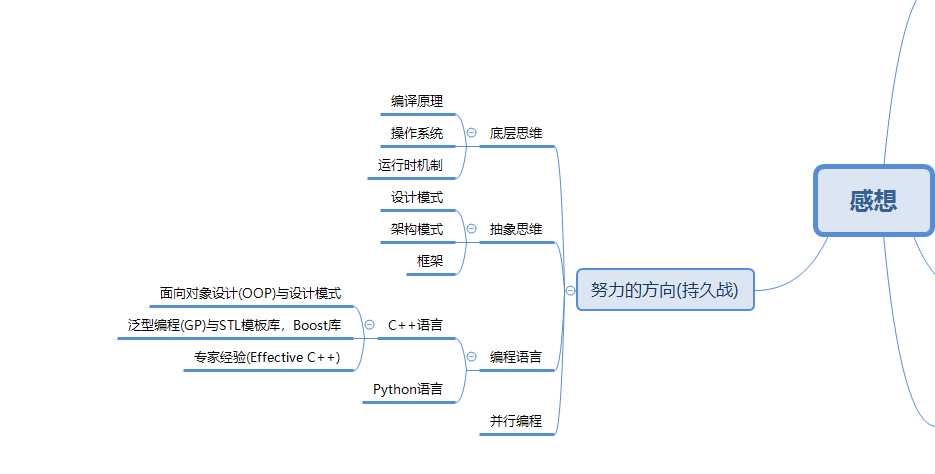 感想
努力的方向(持久战)
底层思维
编译原理
操作系统
运行时机制
抽象思维
设计模式
架构模式
框架
编程语言
C++语言
面向对象设计(OOP)与设计模式
泛型编程(GP)与STL模板库，Boost库
专家经验(Effective C++)
Python语言
并行编程